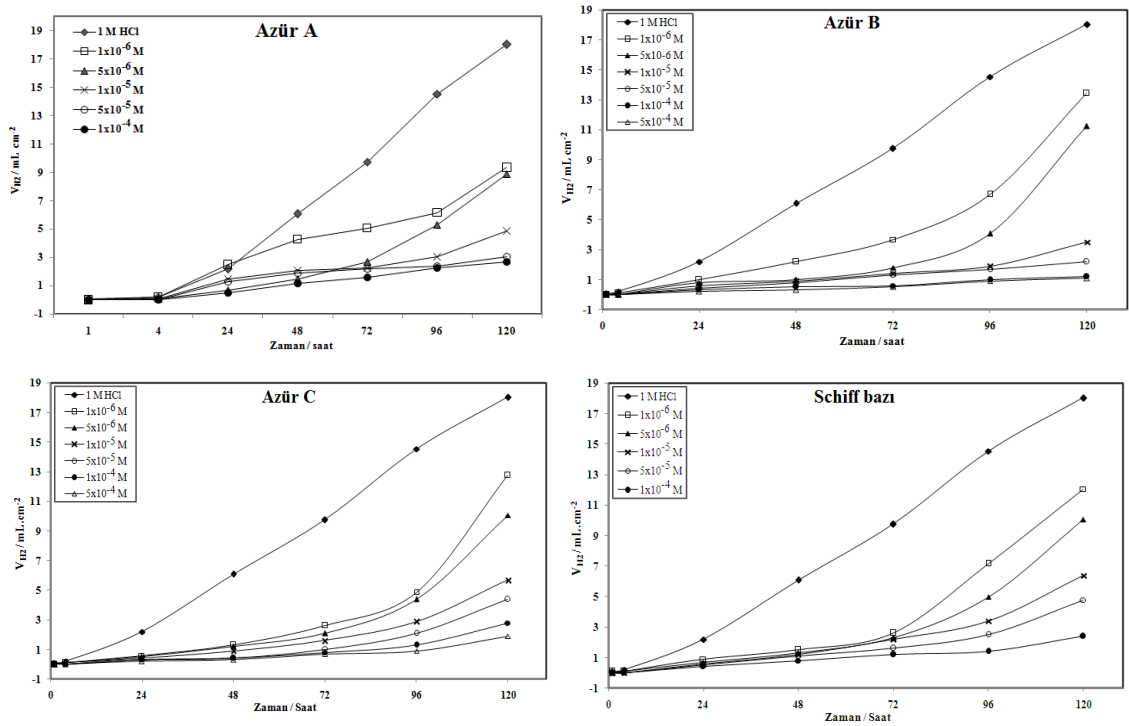 Azür A
1 M HCl
1x10⁻⁶ M
5x10⁻⁶ M
1x10⁻⁵ M
5x10⁻⁵ M
1x10⁻⁴ M
19
17
15
13
11
9
7
5
3
1
-1
V_H2 / mL cm⁻²
1 4 24 48 72 96 120
Zaman / saat
Azür B
1 M HCl
1x10⁻⁶ M
5x10-6 M
1x10⁻⁵ M
5x10⁻⁵ M
1x10⁻⁴ M
5x10⁻⁴ M
19
17
15
13
11
9
7
5
3
1
-1
V_H2 / mL cm⁻²
0 24 48 72 96 120
Zaman / saat
Azür C
1 M HCl
1x10⁻⁶ M
5x10⁻⁶ M
1x10⁻⁵ M
5x10⁻⁵ M
1x10⁻⁴ M
5x10⁻⁴ M
19
17
15
13
11
9
7
5
3
1
-1
V_H2 / mL.cm⁻²
0 24 48 72 96 120
Zaman / Saat
Schiff bazı
1 M HCl
1x10⁻⁶ M
5x10⁻⁶ M
1x10⁻⁵ M
5x10⁻⁵ M
1x10⁻⁴ M
19
17
15
13
11
9
7
5
3
1
-1
V_H2 / mL.cm⁻²
0 24 48 72 96 120
Zaman / Saat